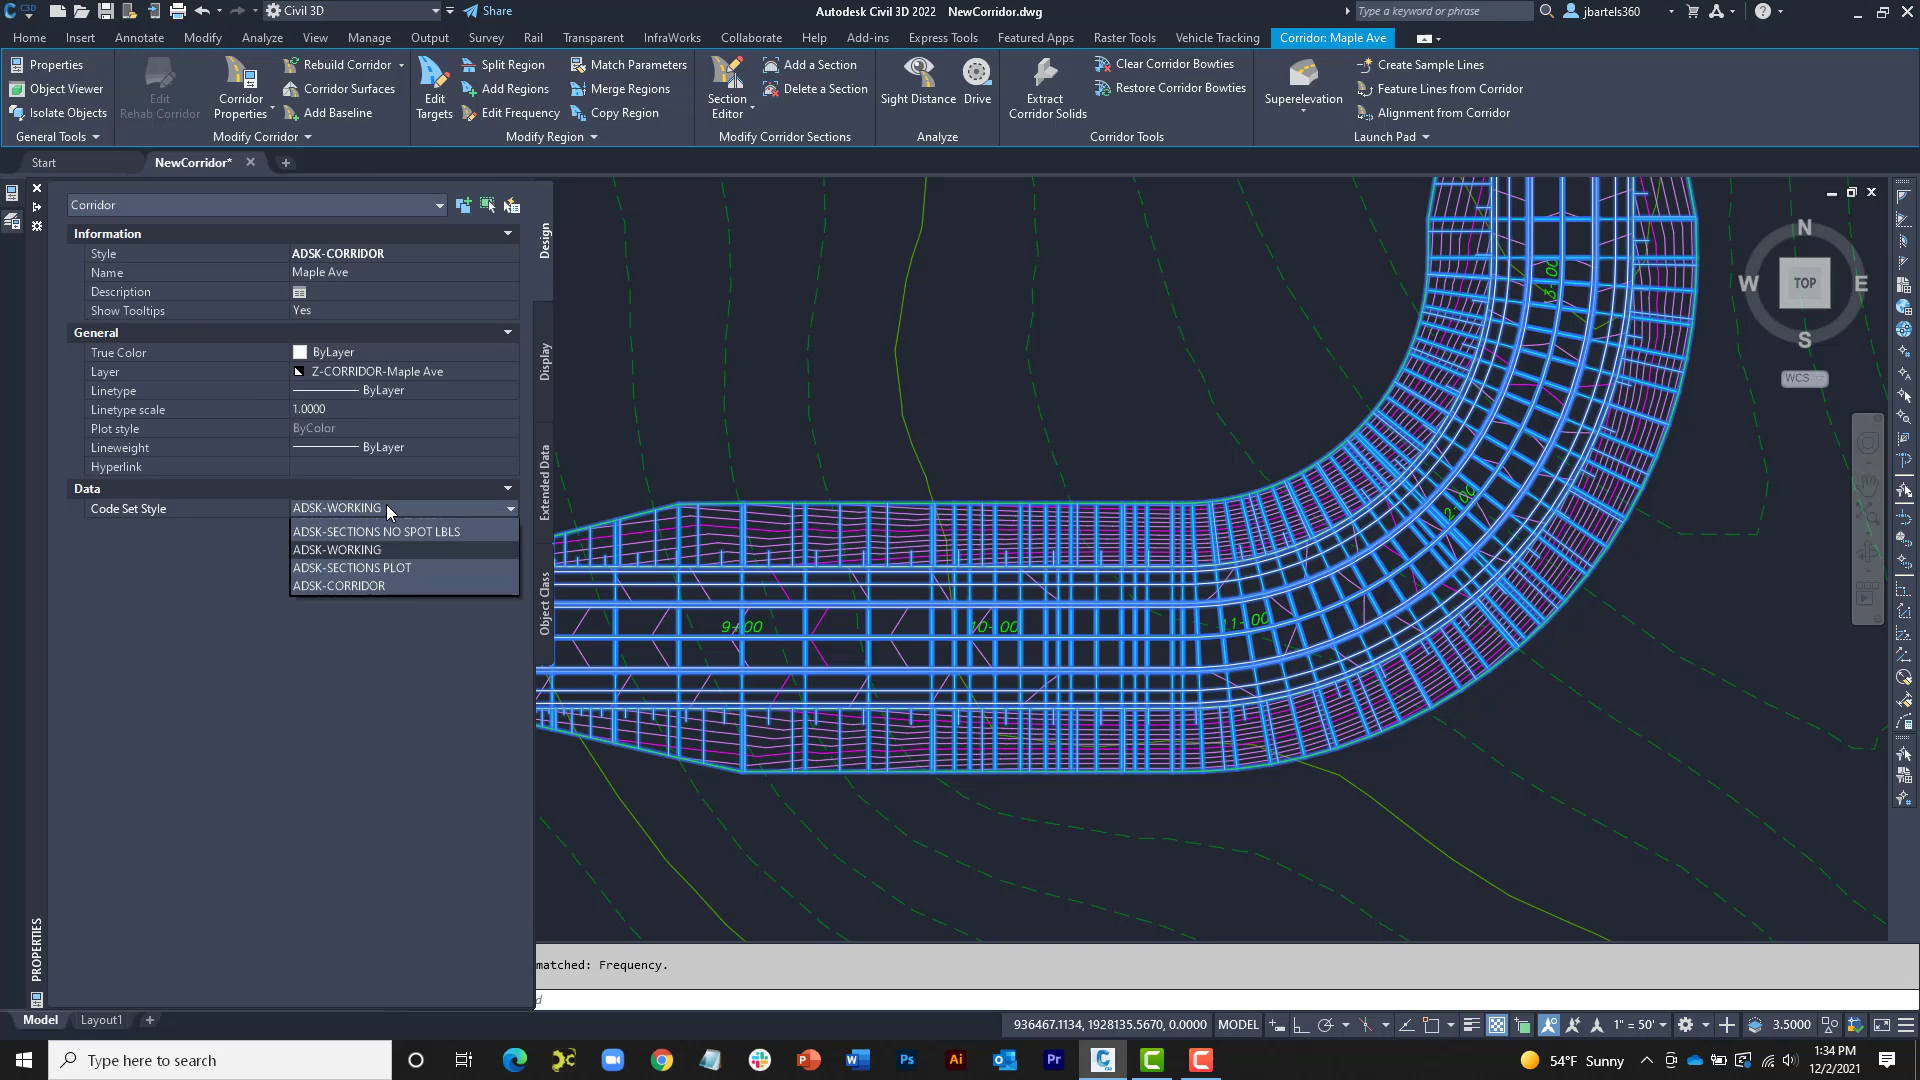 C3D
Civil 3D
Share
Autodesk Civil 3D 2022 NewCorridor.dwg
Type a keyword or phrase
jbartels360
Home Insert Annotate Modify Analyze View Manage Output Survey Rail Transparent InfraWorks Collaborate Help Add-ins Express Tools Featured Apps Raster Tools Vehicle Tracking Corridor: Maple Ave
Properties
Object Viewer
Isolate Objects
General Tools
Edit
Rehab Corridor
Corridor
Properties
Rebuild Corridor
Corridor Surfaces
Add Baseline
Modify Corridor
Edit
Targets
Split Region
Add Regions
Edit Frequency
Match Parameters
Merge Regions
Copy Region
Modify Region
Section
Editor
Add a Section
Delete a Section
Modify Corridor Sections
Sight Distance
Drive
Analyze
Extract
Corridor Solids
Clear Corridor Bowties
Restore Corridor Bowties
Corridor Tools
Superelevation
Create Sample Lines
Feature Lines from Corridor
Alignment from Corridor
Launch Pad
Start
NewCorridor*
Corridor
Information
Style ADSK-CORRIDOR
Name Maple Ave
Description
Show Tooltips Yes
General
True Color ByLayer
Layer Z-CORRIDOR-Maple Ave
Linetype ByLayer
Linetype scale 1.0000
Plot style ByColor
Lineweight ByLayer
Hyperlink
Data
Code Set Style ADSK-WORKING
ADSK-SECTIONS NO SPOT LBLS
ADSK-WORKING
ADSK-SECTIONS PLOT
ADSK-CORRIDOR
Design
Display
Extended Data
Object Class
PROPERTIES
9+00
10+00
11+00
2+00
3+00
N
W
TOP
E
S
WCS
matched: Frequency.
Model
Layout1
936467.1134, 1928135.5670, 0.0000 MODEL
1" = 50'
3.5000
Type here to search
54°F Sunny
1:34 PM
12/2/2021